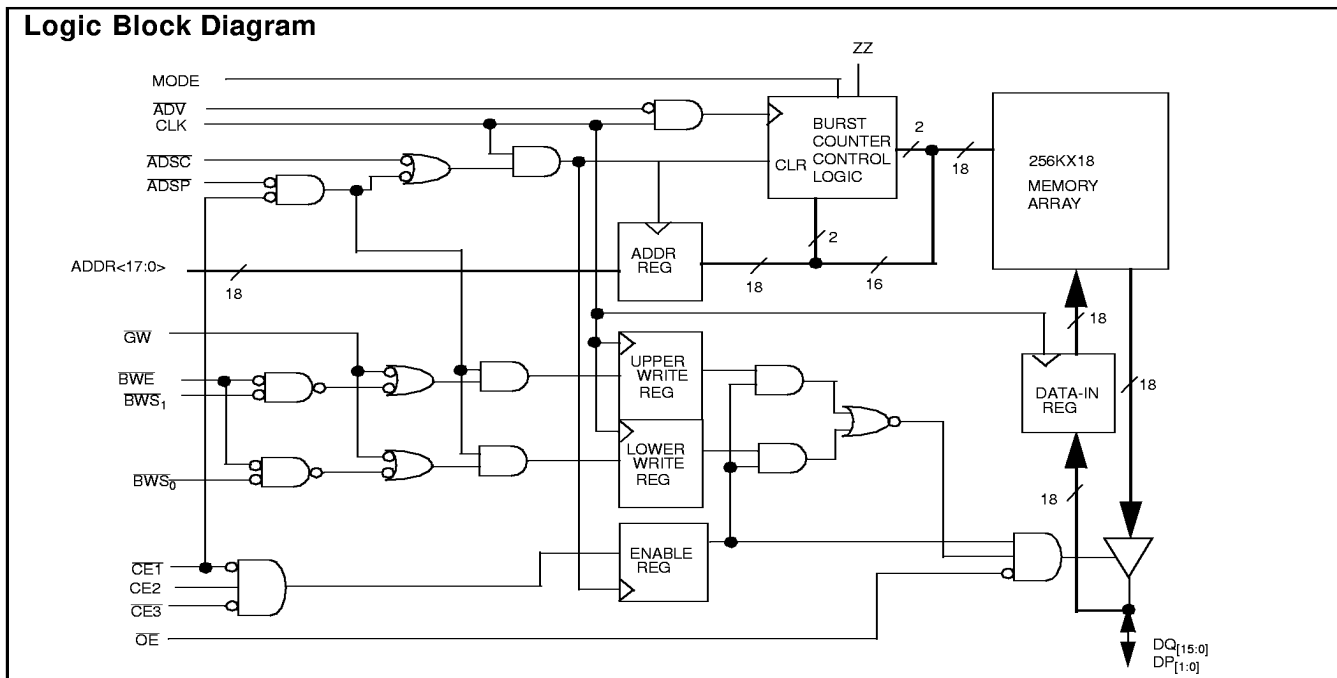 Logic Block Diagram
ZZ
MODE
ADV
CLK
BURST
COUNTER
CONTROL
LOGIC
CLR
2
18
256KX18
MEMORY
ARRAY
ADSC
ADSP
2
ADDR
REG
ADDR<17:0>
18
18
16
GW
18
UPPER
WRITE
REG
BWE
BWS1
DATA-IN
REG
18
LOWER
WRITE
REG
BWS0
18
ENABLE
REG
CE1
CE2
CE3
OE
DQ[15:0]
DP[1:0]